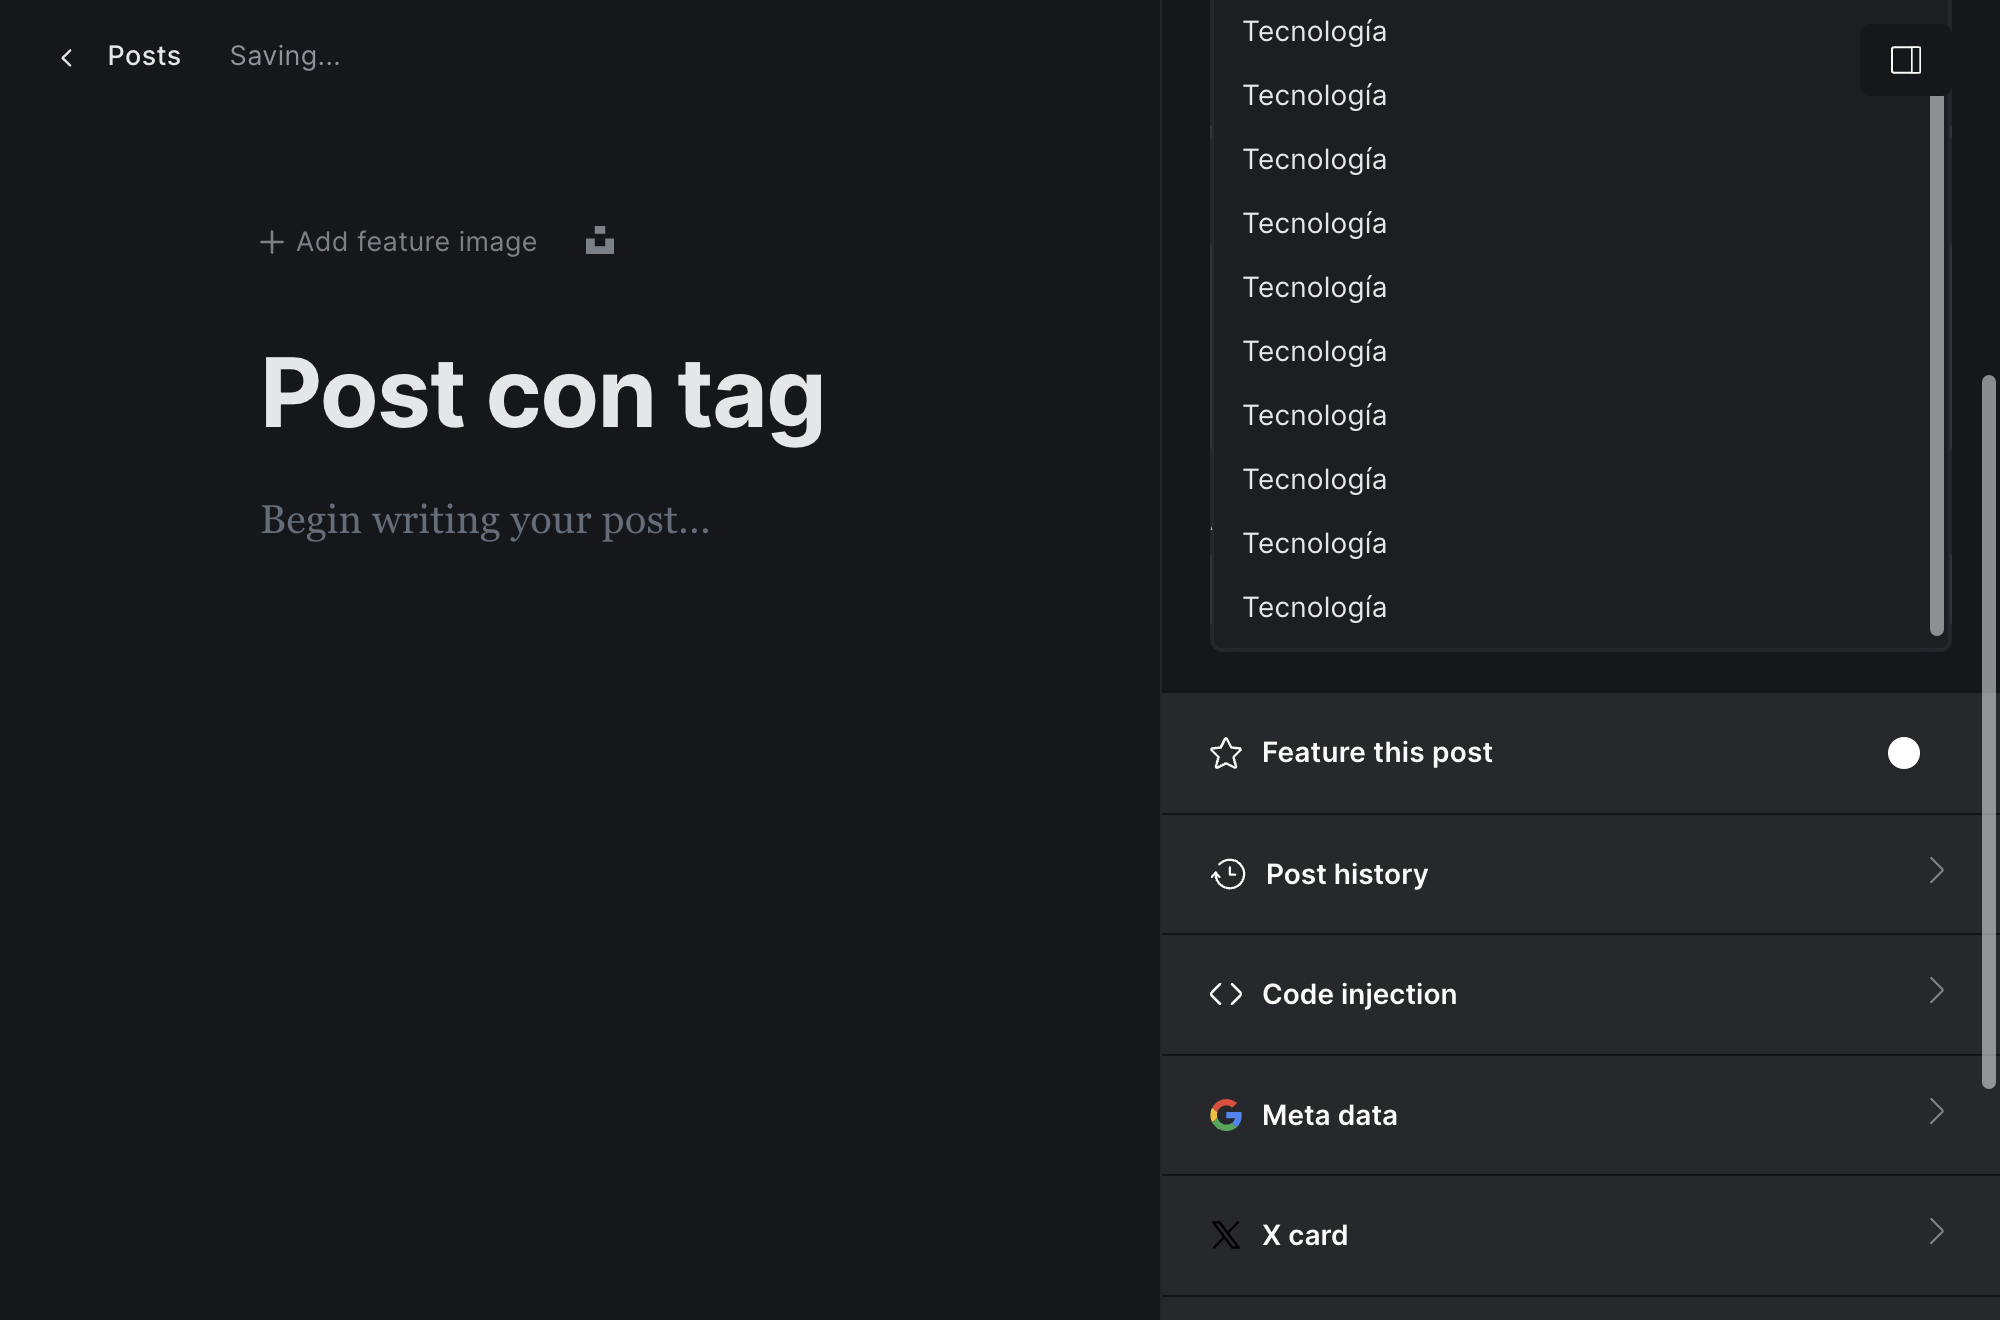 Posts
Saving...
Add feature image
Post con tag
Begin writing your post...
Tecnología
Tecnología
Tecnología
Tecnología
Tecnología
Tecnología
Tecnología
Tecnología
Tecnología
Tecnología
Feature this post
Post history
Code injection
Meta data
X card